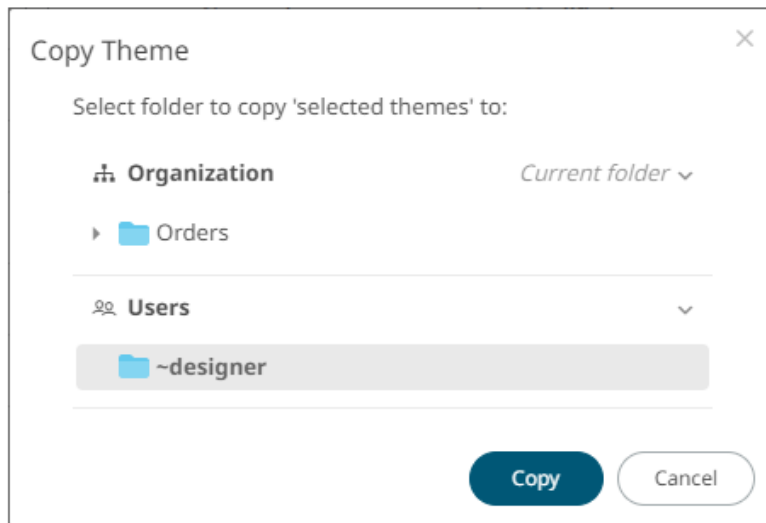 Copy Theme
Select folder to copy 'selected themes' to:
Organization Current folder
Orders
Users
~designer
Copy Cancel